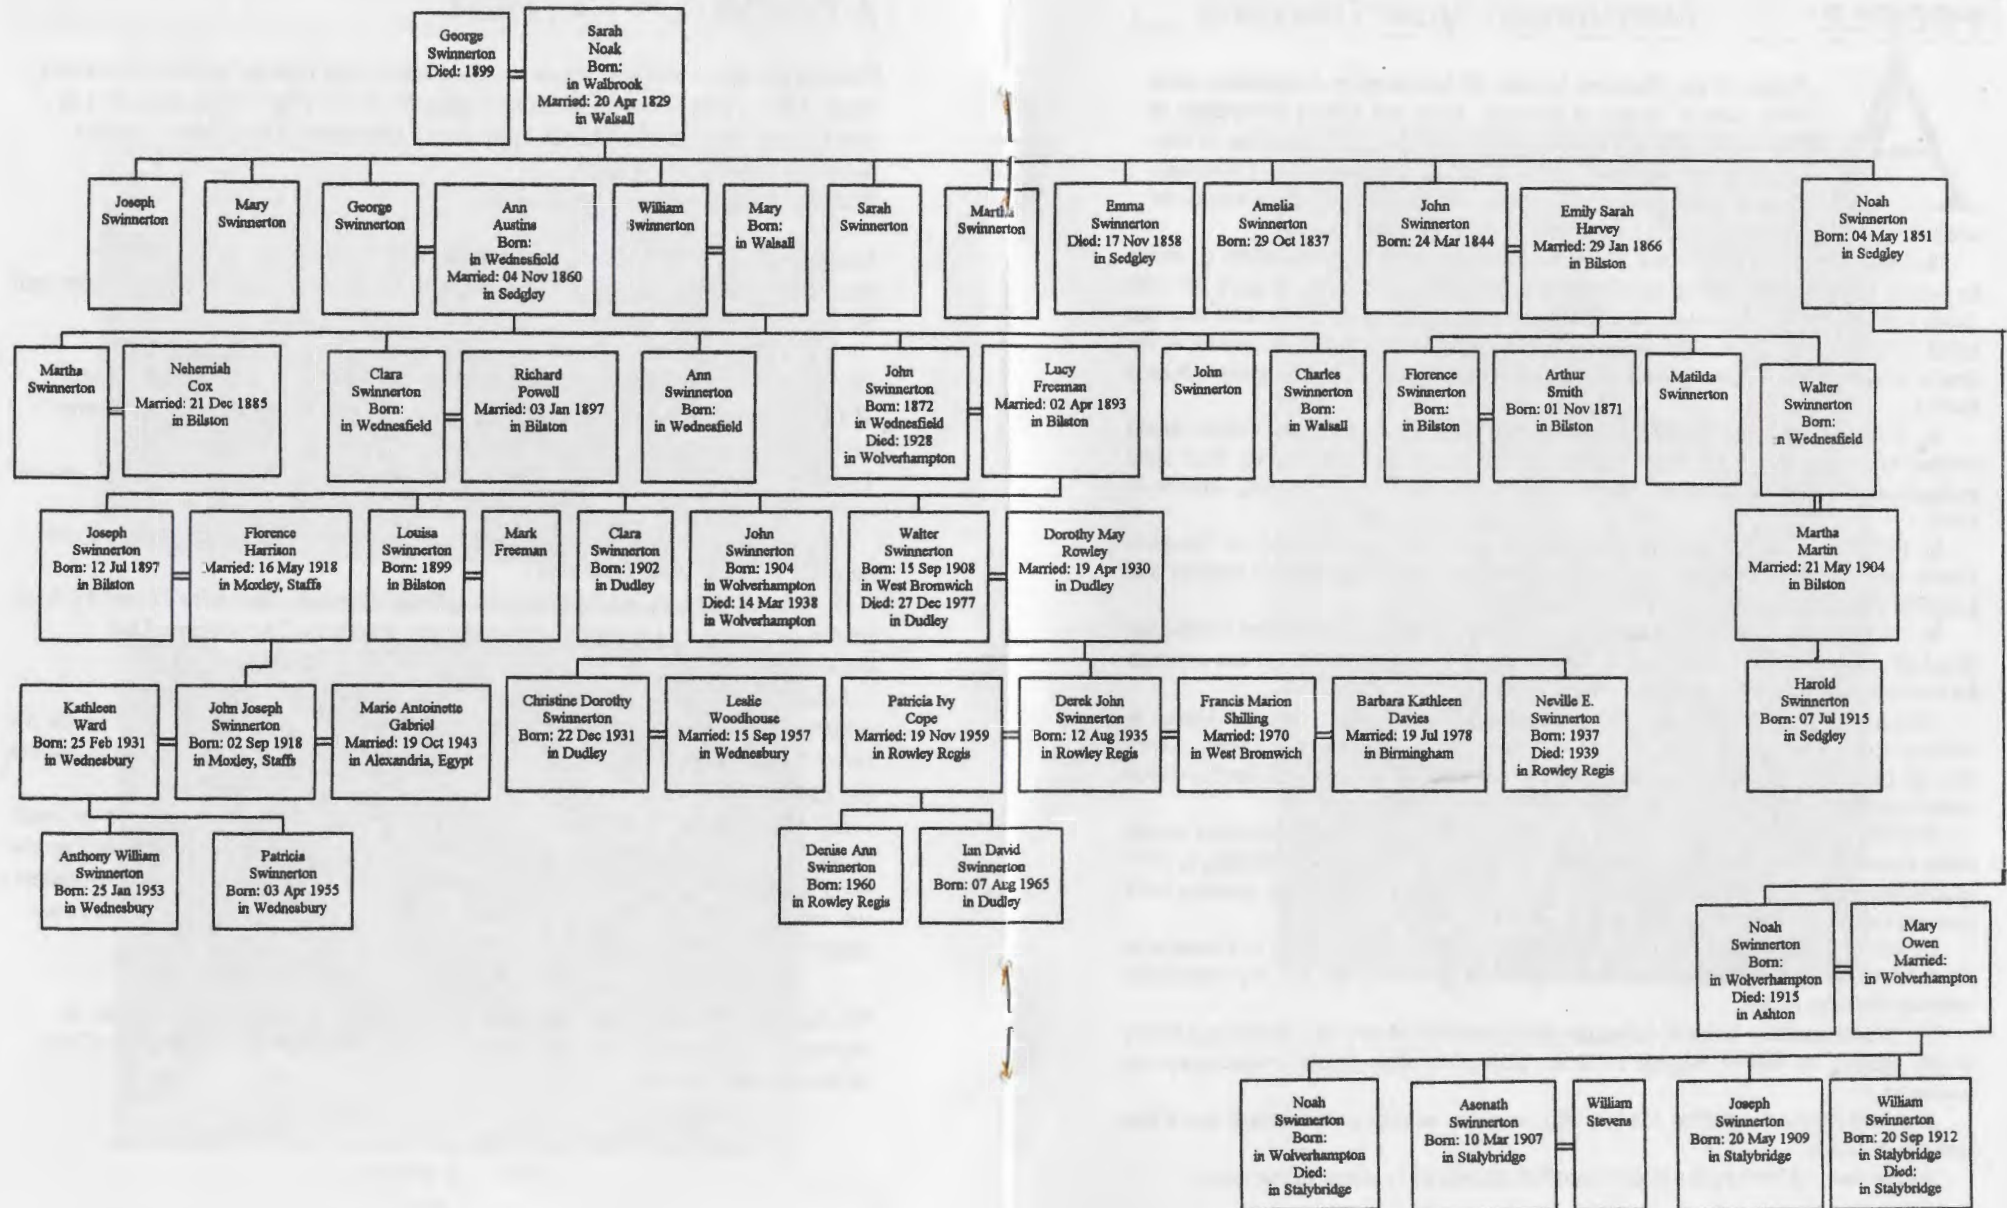 George
Swinnerton
Died: 1899
Sarah
Noak
Born:
in Walbrook
Married: 20 Apr 1829
in Walsall
Joseph
Swinnerton
Mary
Swinnerton
George
Swinnerton
Ann
Austins
Born:
in Wednesfield
Married: 04 Nov 1860
in Sedgley
William
Swinnerton
Mary
Born:
in Walsall
Sarah
Swinnerton
Martha
Swinnerton
Emma
Swinnerton
Died: 17 Nov 1858
in Sedgley
Amelia
Swinnerton
Born: 29 Oct 1837
John
Swinnerton
Born: 24 Mar 1844
Emily Sarah
Harvey
Married: 29 Jan 1866
in Bilston
Noah
Swinnerton
Born: 04 May 1851
in Sedgley
Martha
Swinnerton
Nehemiah
Cox
Married: 21 Dec 1885
in Bilston
Clara
Swinnerton
Born:
in Wednesfield
Richard
Powell
Married: 03 Jan 1897
in Bilston
Ann
Swinnerton
Born:
in Wednesfield
John
Swinnerton
Born: 1872
in Wednesfield
Died: 1928
in Wolverhampton
Lucy
Freeman
Married: 02 Apr 1893
in Bilston
John
Swinnerton
Charles
Swinnerton
Born:
in Walsall
Florence
Swinnerton
Born:
in Bilston
Arthur
Smith
Born: 01 Nov 1871
in Bilston
Matilda
Swinnerton
Walter
Swinnerton
Born:
n Wednesfield
Joseph
Swinnerton
Born: 12 Jul 1897
in Bilston
Florence
Harrison
Married: 16 May 1918
in Moxley, Staffs
Louisa
Swinnerton
Born: 1899
in Bilston
Mark
Freeman
Clara
Swinnerton
Born: 1902
in Dudley
John
Swinnerton
Born: 1904
in Wolverhampton
Died: 14 Mar 1938
in Wolverhampton
Walter
Swinnerton
Born: 15 Sep 1908
in West Bromwich
Died: 27 Dec 1977
in Dudley
Dorothy May
Rowley
Married: 19 Apr 1930
in Dudley
Martha
Martin
Married: 21 May 1904
in Bilston
Kathleen
Ward
Born: 25 Feb 1931
in Wednesbury
John Joseph
Swinnerton
Born: 02 Sep 1918
in Moxley, Staffs
Marie Antoinette
Gabriel
Married: 19 Oct 1943
in Alexandria, Egypt
Christine Dorothy
Swinnerton
Born: 22 Dec 1931
in Dudley
Leslie
Woodhouse
Married: 15 Sep 1957
in Wednesbury
Patricia Ivy
Cope
Married: 19 Nov 1959
in Rowley Regis
Derek John
Swinnerton
Born: 12 Aug 1935
in Rowley Regis
Francis Marion
Shilling
Married: 1970
in West Bromwich
Barbara Kathleen
Davies
Married: 19 Jul 1978
in Birmingham
Neville E.
Swinnerton
Born: 1937
Died: 1939
in Rowley Regis
Harold
Swinnerton
Born: 07 Jul 1915
in Sedgley
Anthony William
Swinnerton
Born: 25 Jan 1953
in Wednesbury
Patricia
Swinnerton
Born: 03 Apr 1955
in Wednesbury
Denise Ann
Swinnerton
Born: 1960
in Rowley Regis
Ian David
Swinnerton
Born: 07 Aug 1965
in Dudley
Noah
Swinnerton
Born:
in Wolverhampton
Died: 1915
in Ashton
Mary
Owen
Married:
in Wolverhampton
Noah
Swinnerton
Born:
in Wolverhampton
Died:
in Stalybridge
Asenath
Swinnerton
Born: 10 Mar 1907
in Stalybridge
William
Stevens
Joseph
Swinnerton
Born: 20 May 1909
in Stalybridge
William
Swinnerton
Born: 20 Sep 1912
in Stalybridge
Died:
in Stalybridge